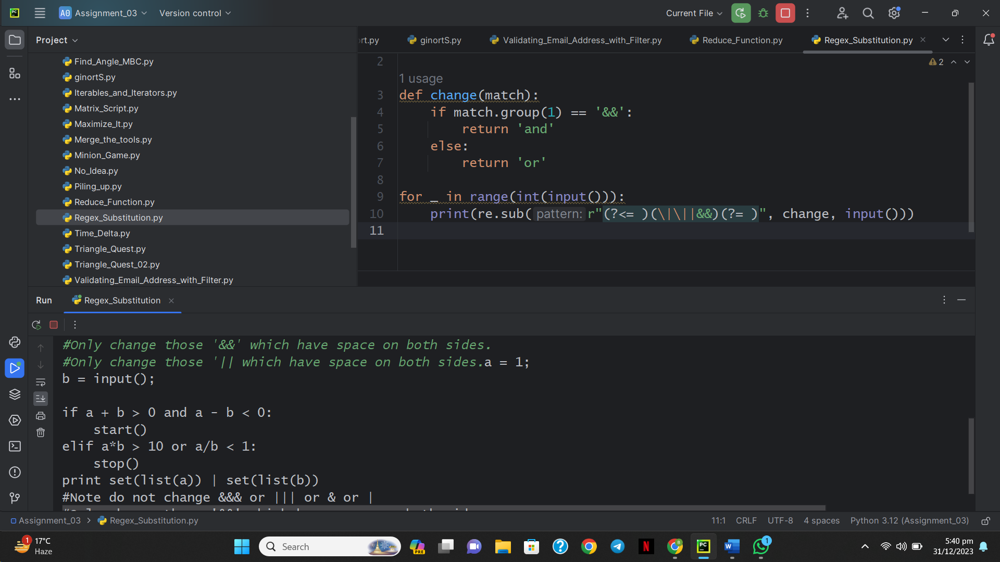 PC
A0 Assignment_03
Version control
Current File
Project
rt.py
ginortS.py
Validating_Email_Address_with_Filter.py
Reduce_Function.py
Regex_Substitution.py
Find_Angle_MBC.py
ginortS.py
Iterables_and_Iterators.py
Matrix_Script.py
Maximize_It.py
Merge_the_tools.py
Minion_Game.py
No_Idea.py
Piling_up.py
Reduce_Function.py
Regex_Substitution.py
Time_Delta.py
Triangle_Quest.py
Triangle_Quest_02.py
Validating_Email_Address_with_Filter.py
2
2
1 usage
3 def change(match):
4 if match.group(1) == '&&':
5 return 'and'
6 else:
7 return 'or'
8
9 for _ in range(int(input())):
10 print(re.sub( pattern: r"(?<= )(\|\||&&)(?= )", change, input()))
11
Run
Regex_Substitution
#Only change those '&&' which have space on both sides.
#Only change those '|| which have space on both sides.a = 1;
b = input();
if a + b > 0 and a - b < 0:
start()
elif a*b > 10 or a/b < 1:
stop()
print set(list(a)) | set(list(b))
#Note do not change &&& or ||| or & or |
Assignment_03 > Regex_Substitution.py
11:1 CRLF UTF-8 4 spaces Python 3.12 (Assignment_03)
1
17°C
Haze
Search
PRE
N
B
PC
W
1
5:40 pm
31/12/2023